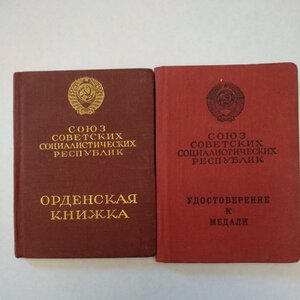 СОЮЗ
СОВЕТСКИХ
СОЦИАЛИСТИЧЕСКИХ
РЕСПУБЛИК
ОРДЕНСКАЯ
КНИЖКА
СОЮЗ
СОВЕТСКИХ
СОЦИАЛИСТИЧЕСКИХ
РЕСПУБЛИК
УДОСТОВЕРЕНИЕ
К
МЕДАЛИ